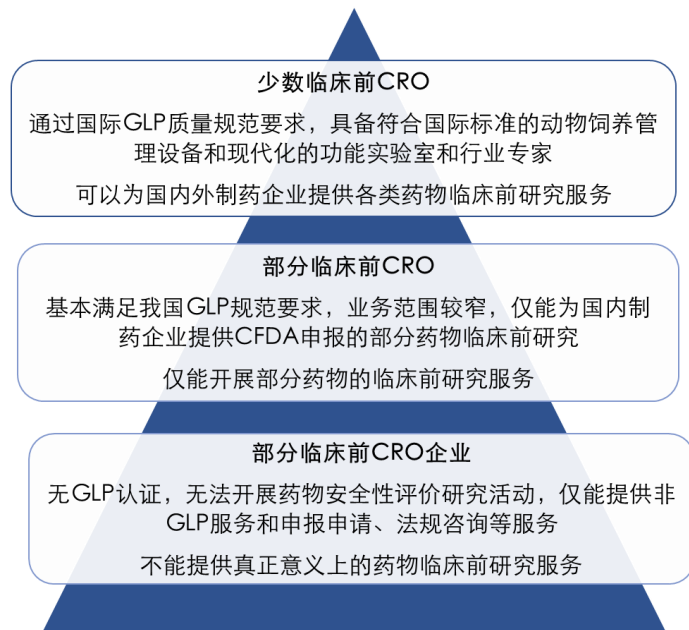 少数临床前CRO
通过国际GLP质量规范要求，具备符合国际标准的动物饲养管
理设备和现代化的功能实验室和行业专家
可以为国内外制药企业提供各类药物临床前研究服务
部分临床前CRO
基本满足我国GLP规范要求，业务范围较窄，仅能为国内制
药企业提供CFDA申报的部分药物临床前研究
仅能开展部分药物的临床前研究服务
部分临床前CRO企业
无GLP认证，无法开展药物安全性评价研究活动，仅能提供非
GLP服务和申报申请、法规咨询等服务
不能提供真正意义上的药物临床前研究服务